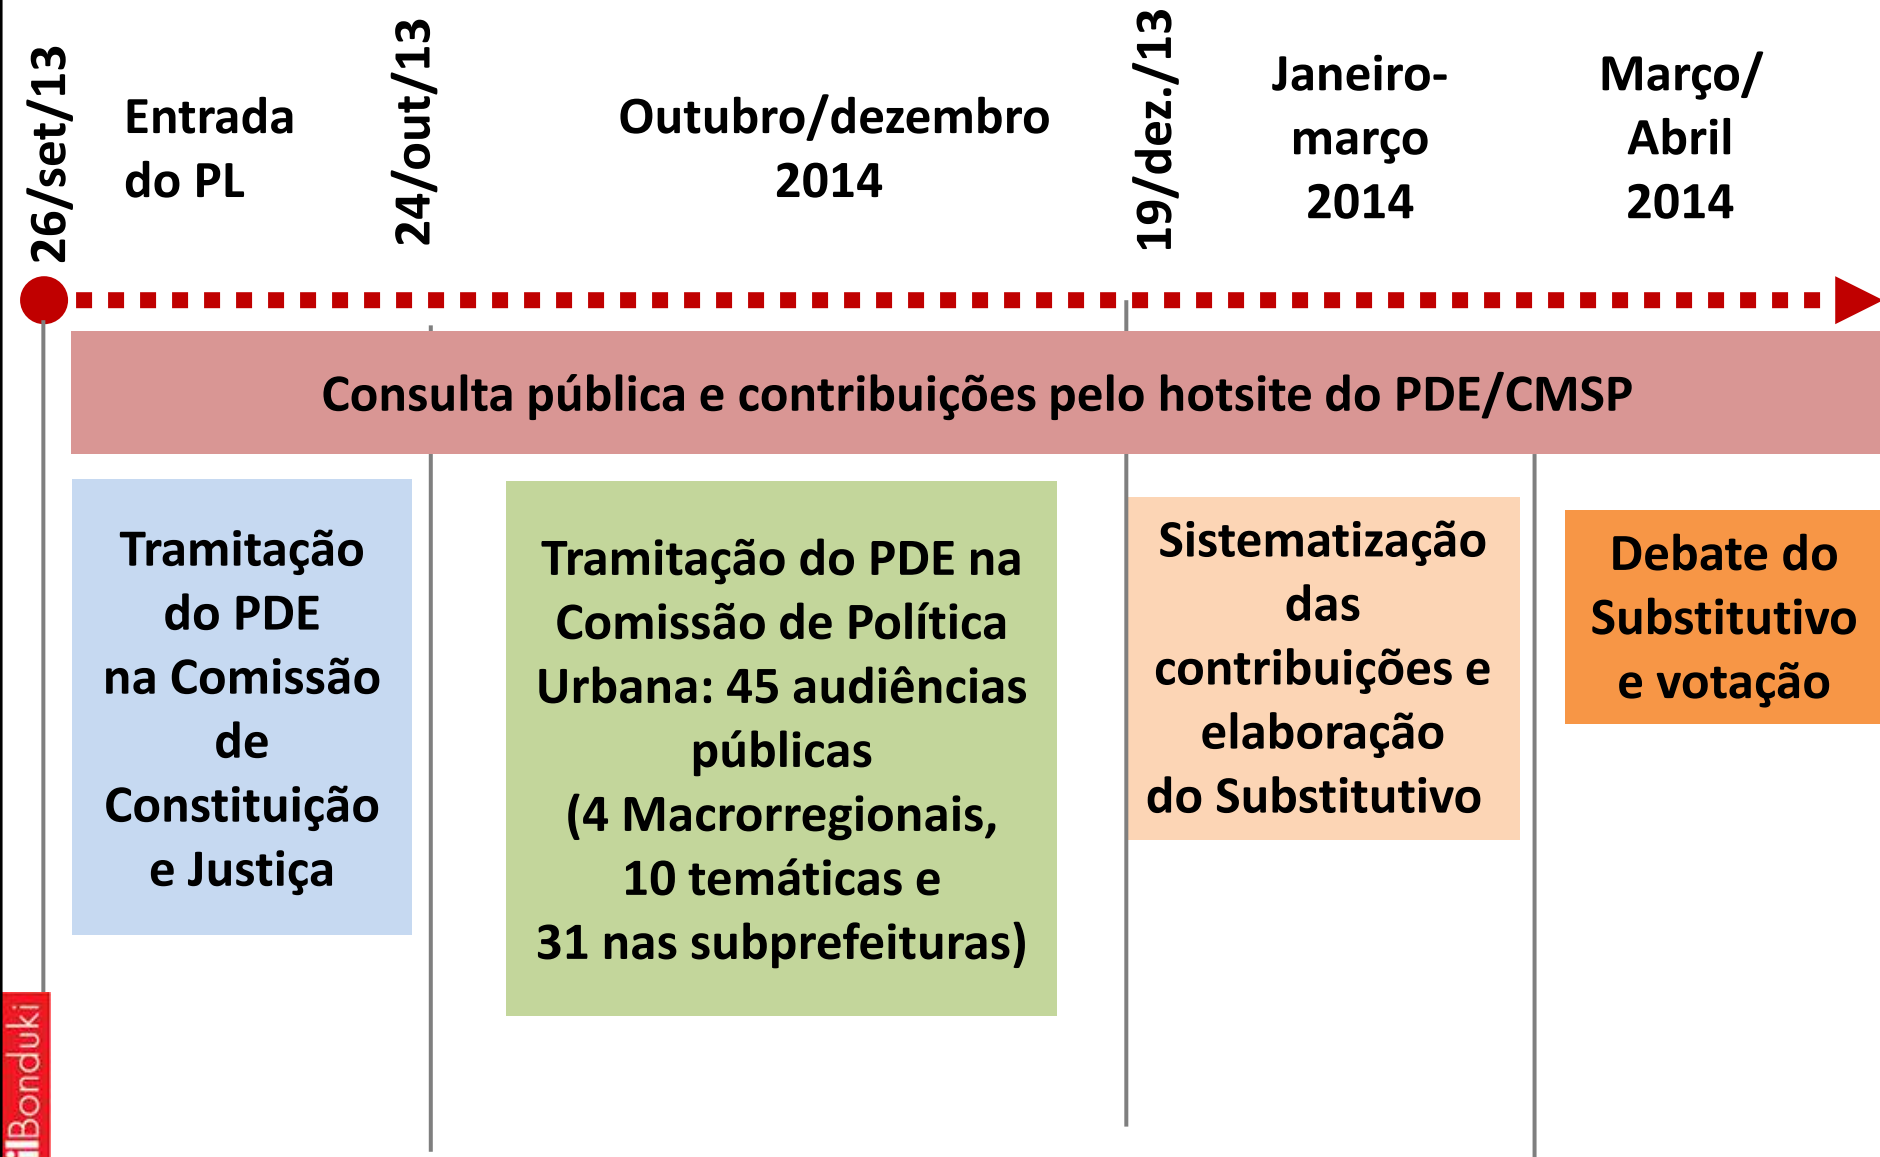 26/set/13
Entrada
do PL
24/out/13
Outubro/dezembro
2014
19/dez./13
Janeiro-
março
2014
Março/
Abril
2014
Consulta pública e contribuições pelo hotsite do PDE/CMSP
Tramitação
do PDE
na Comissão
de
Constituição
e Justiça
Tramitação do PDE na
Comissão de Política
Urbana: 45 audiências
públicas
(4 Macrorregionais,
10 temáticas e
31 nas subprefeituras)
Sistematização
das
contribuições e
elaboração
do Substitutivo
Debate do
Substitutivo
e votação
ilBonduki